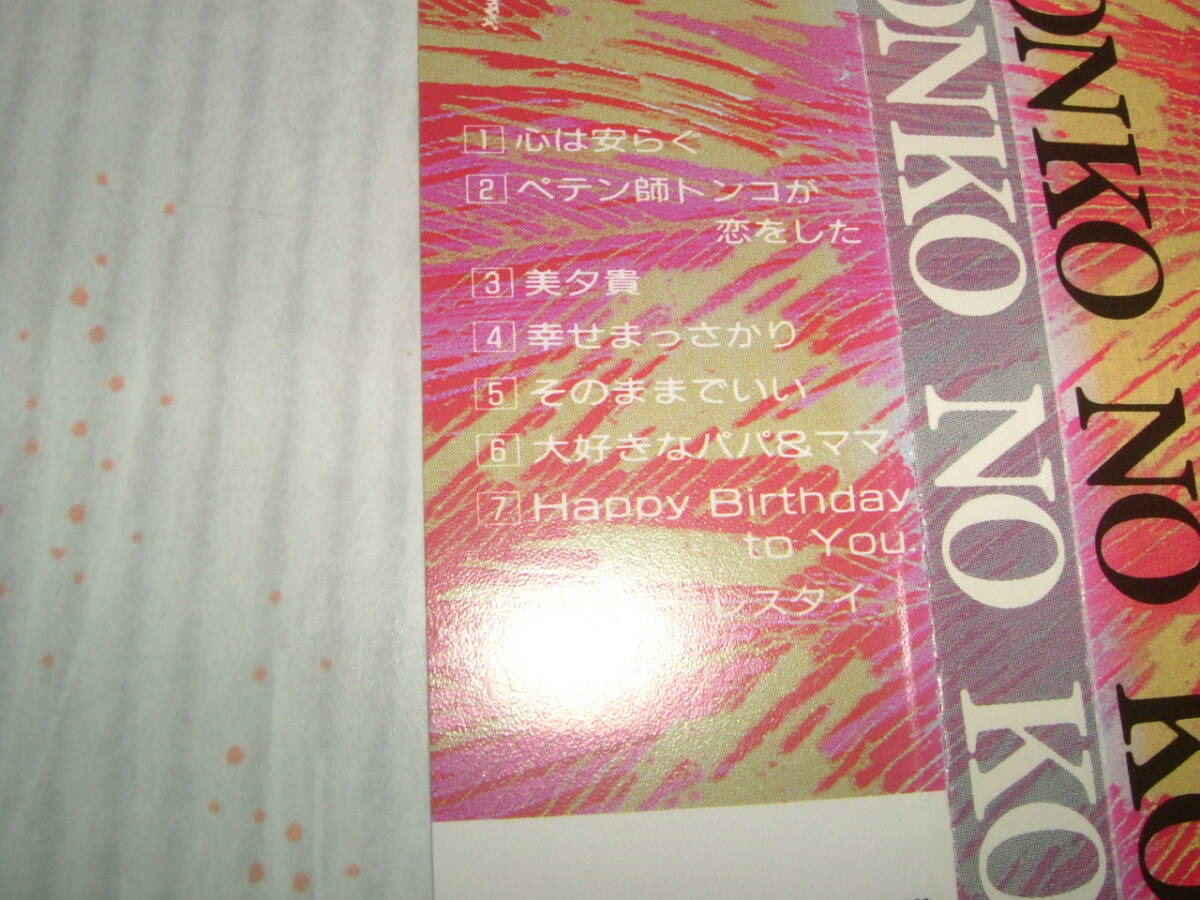 1 心は安らぐ
2 ペテン師トンコが
恋をした
3 美夕貴
4 幸せまっさかり
5 そのままでいい
6 大好きなパパ&ママ
7 Happy Birthday
to You
レスタイ
ONKO NO KO
ONKO NO KO